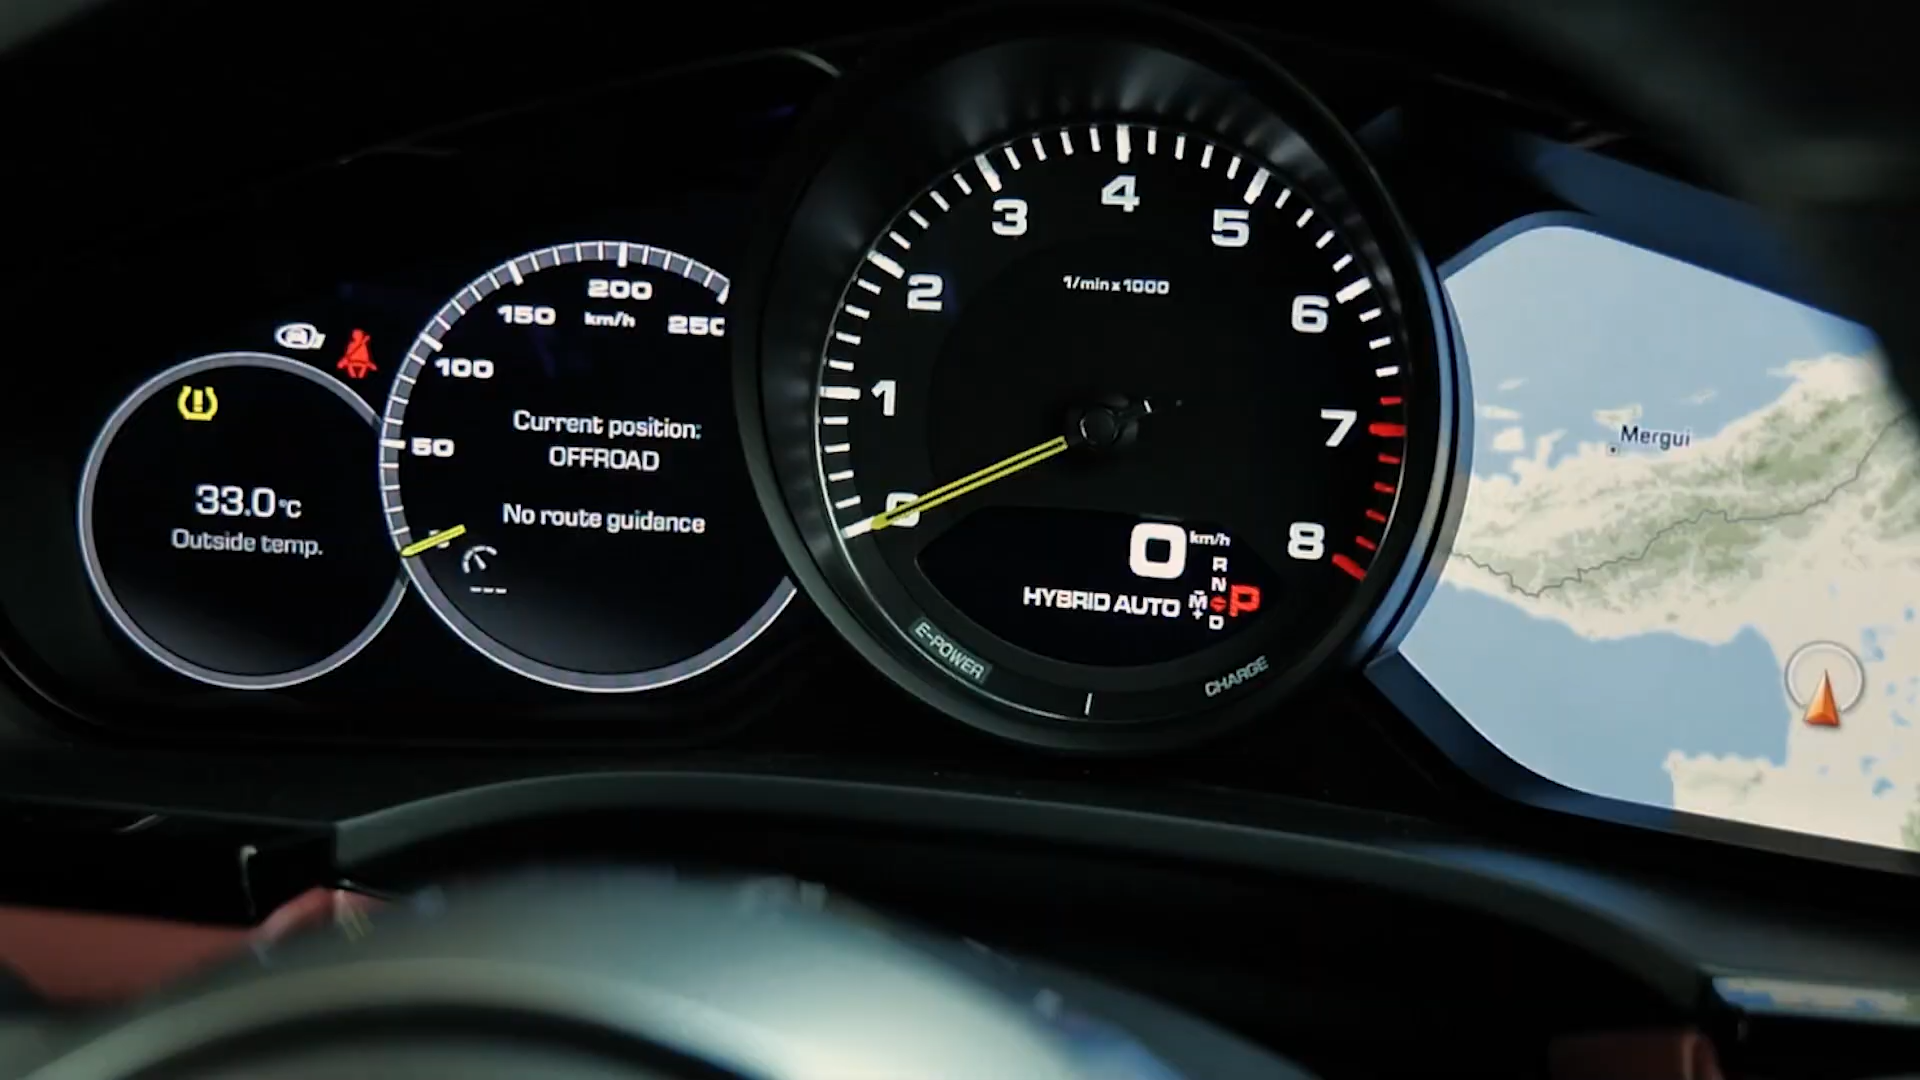 33.0°C
Outside temp.
200
150
km/h
250
100
50
Current position:
OFFROAD
No route guidance
---
4
3
5
2
1/min x 1000
6
1
7
0
8
0 km/h
R
N
HYBRID AUTO M P
+
D
E-POWER
CHARGE
Mergui